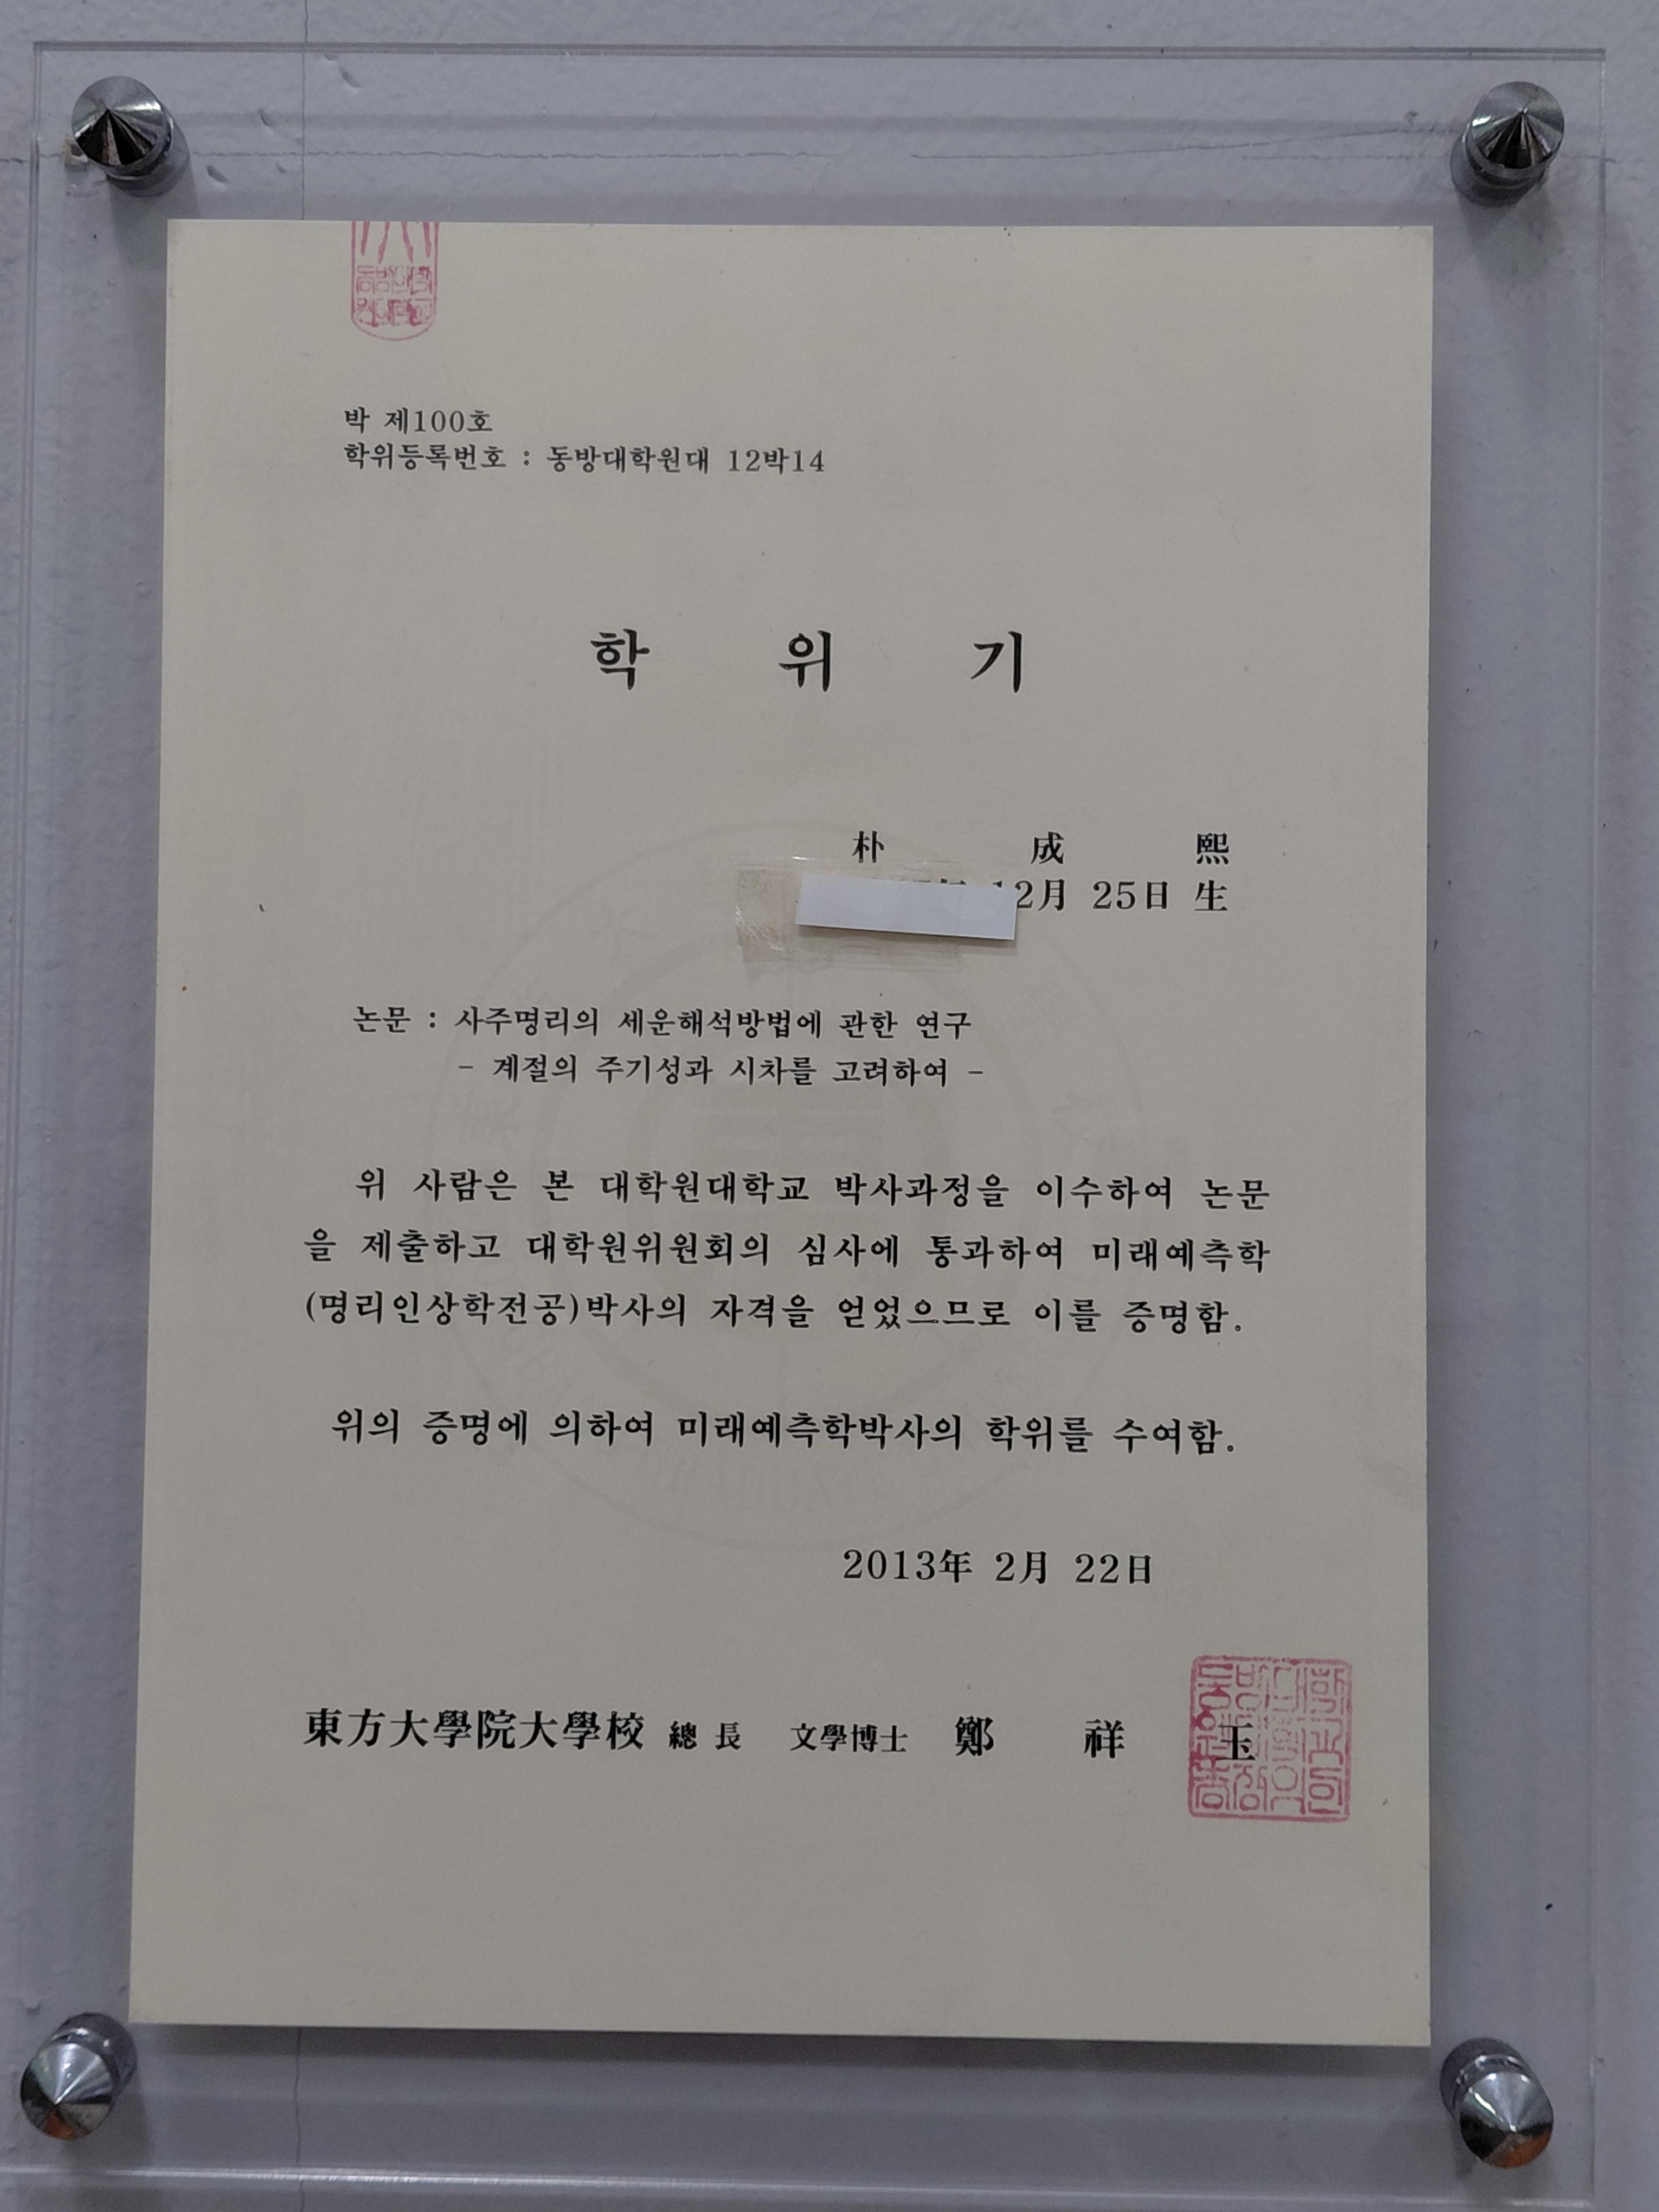 박 제100호
학위등록번호 : 동방대학원대 12박14
학 위 기
朴 成 熙
12月 25日 生
논문 : 사주명리의 세운해석방법에 관한 연구
- 계절의 주기성과 시차를 고려하여 -
위 사람은 본 대학원대학교 박사과정을 이수하여 논문
을 제출하고 대학원위원회의 심사에 통과하여 미래예측학
(명리인상학전공)박사의 자격을 얻었으므로 이를 증명함.
위의 증명에 의하여 미래예측학박사의 학위를 수여함.
2013年 2月 22日
東方大學院大學校 總 長 文學博士 鄭 祥 玉